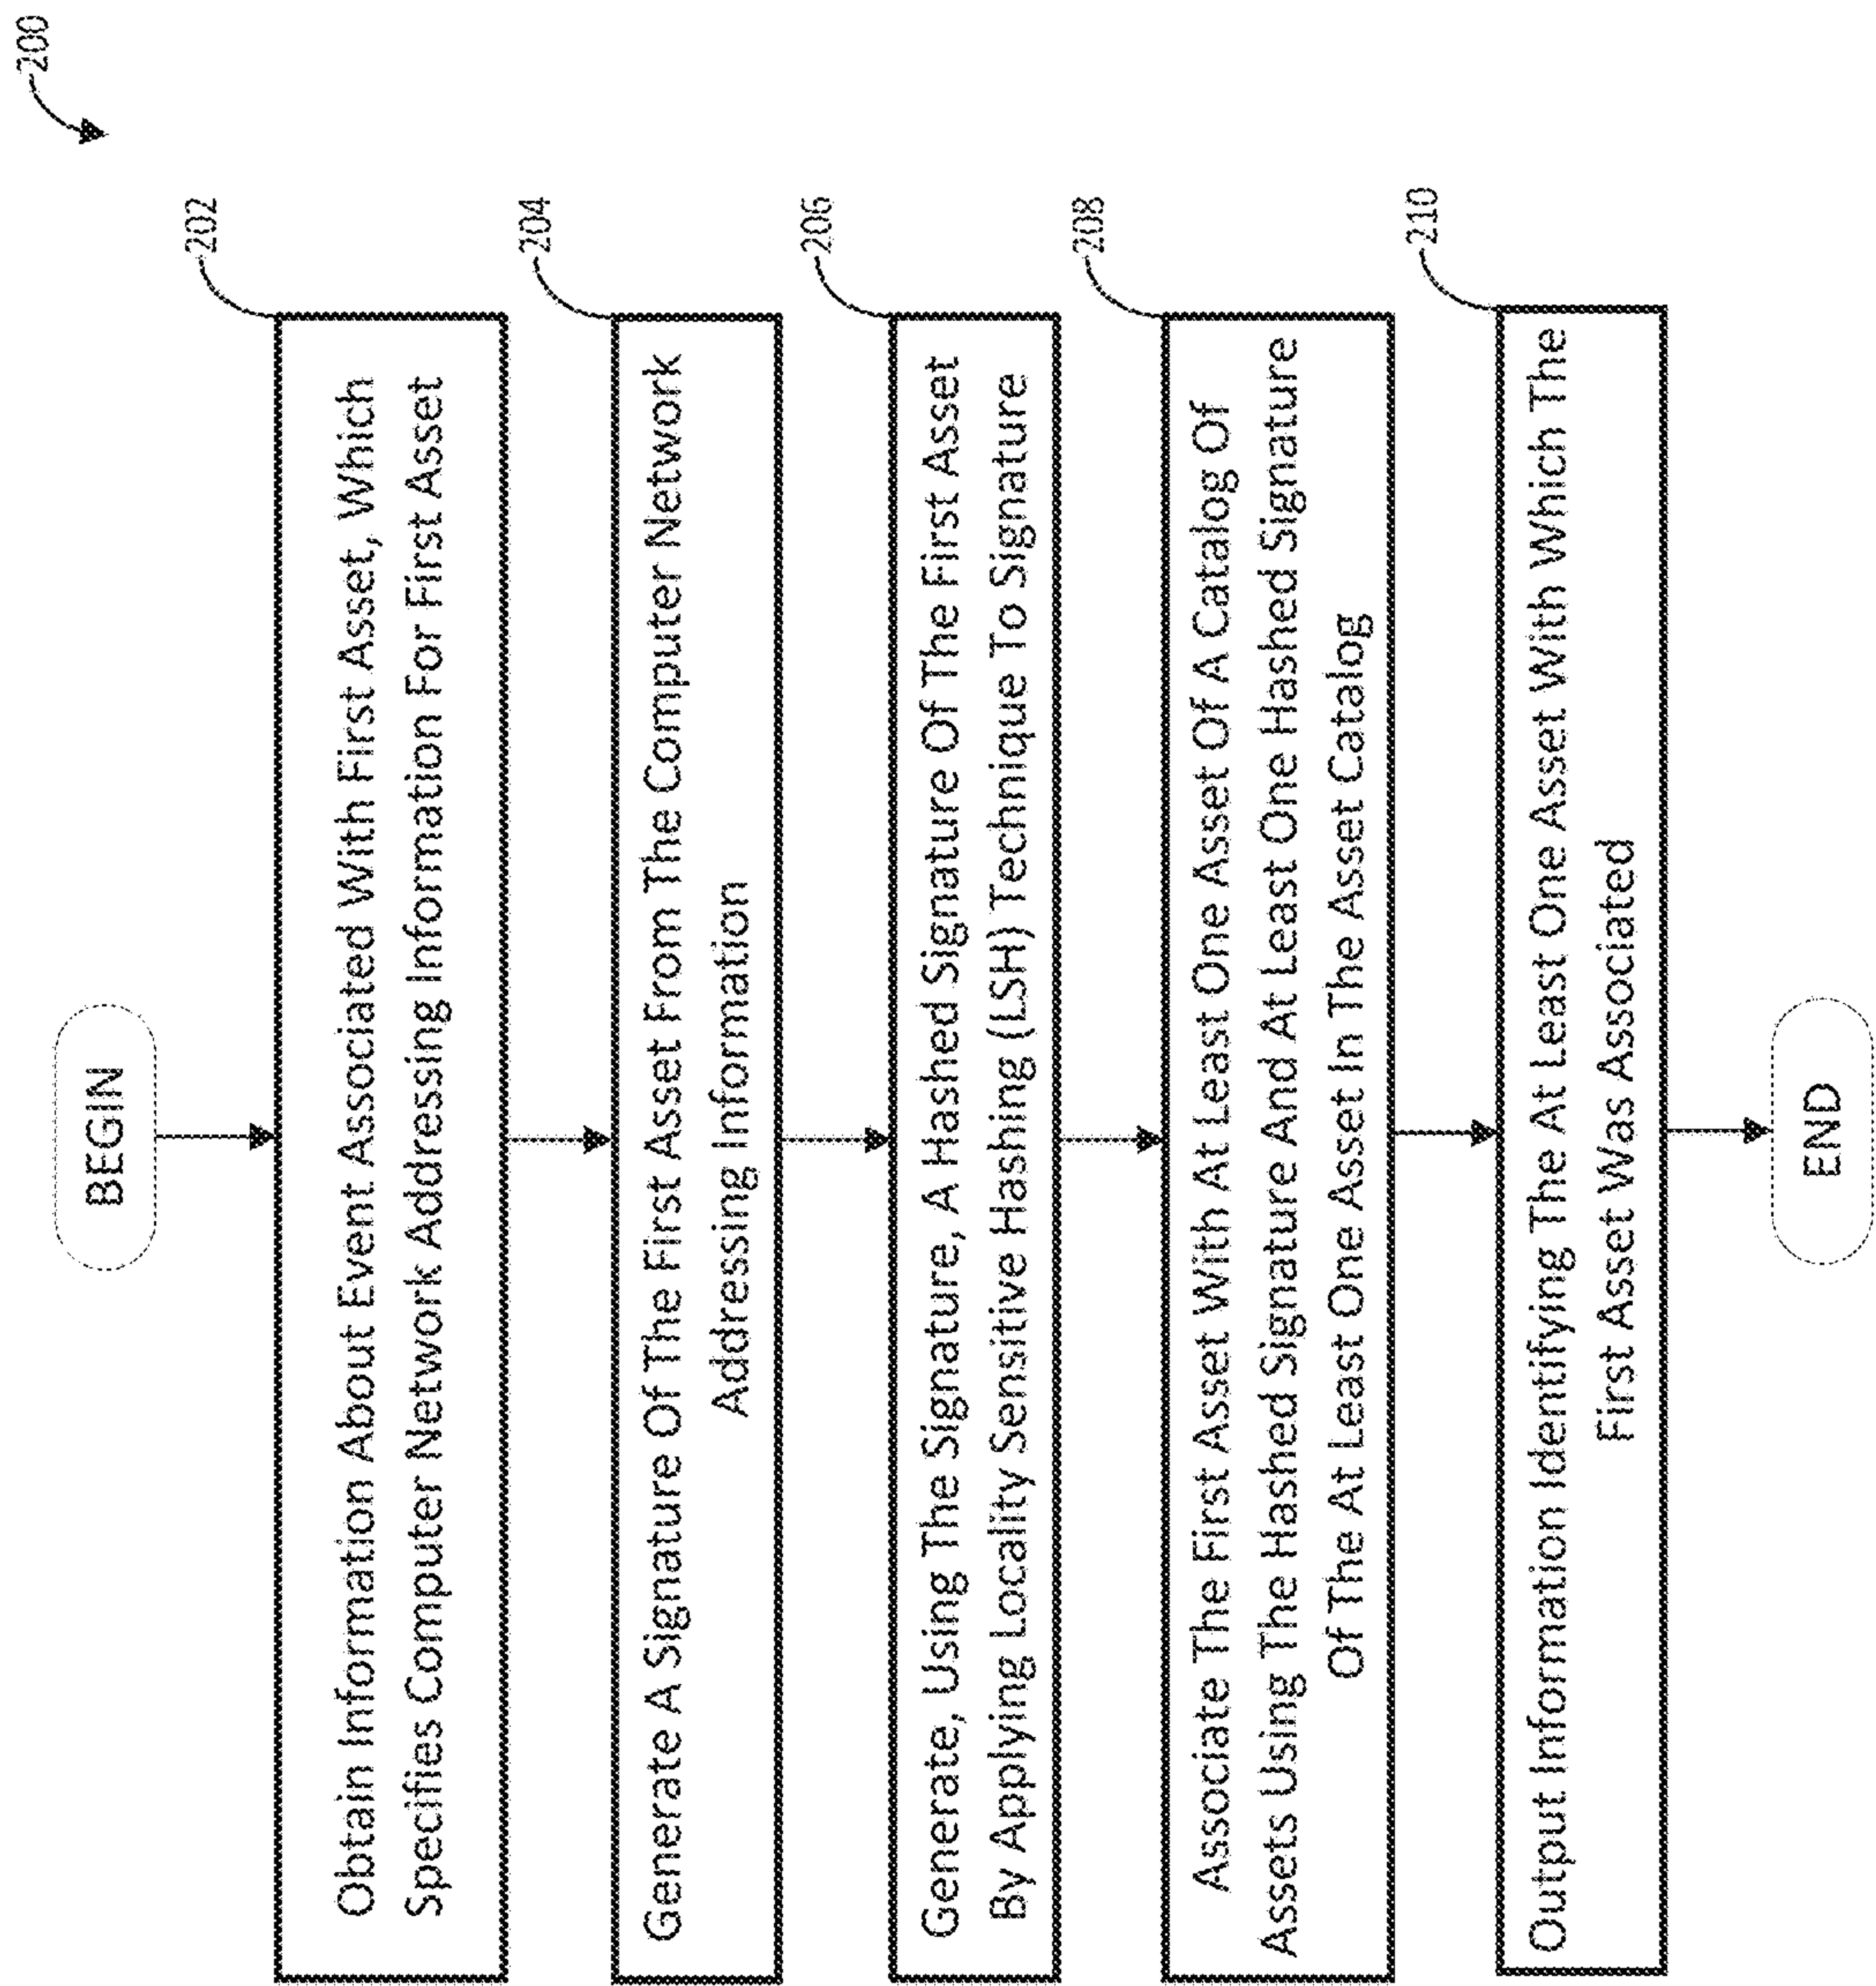 200
BEGIN
202
Obtain Information About Event Associated With First Asset, Which
Specifies Computer Network Addressing Information For First Asset
204
Generate A Signature Of The First Asset From The Computer Network
Addressing Information
206
Generate, Using The Signature, A Hashed Signature Of The First Asset
By Applying Locality Sensitive Hashing (LSH) Technique To Signature
208
Associate The First Asset With At Least One Asset Of A Catalog Of
Assets Using The Hashed Signature And At Least One Hashed Signature
Of The At Least One Asset In The Asset Catalog
210
Output Information Identifying The At Least One Asset With Which The
First Asset Was Associated
END